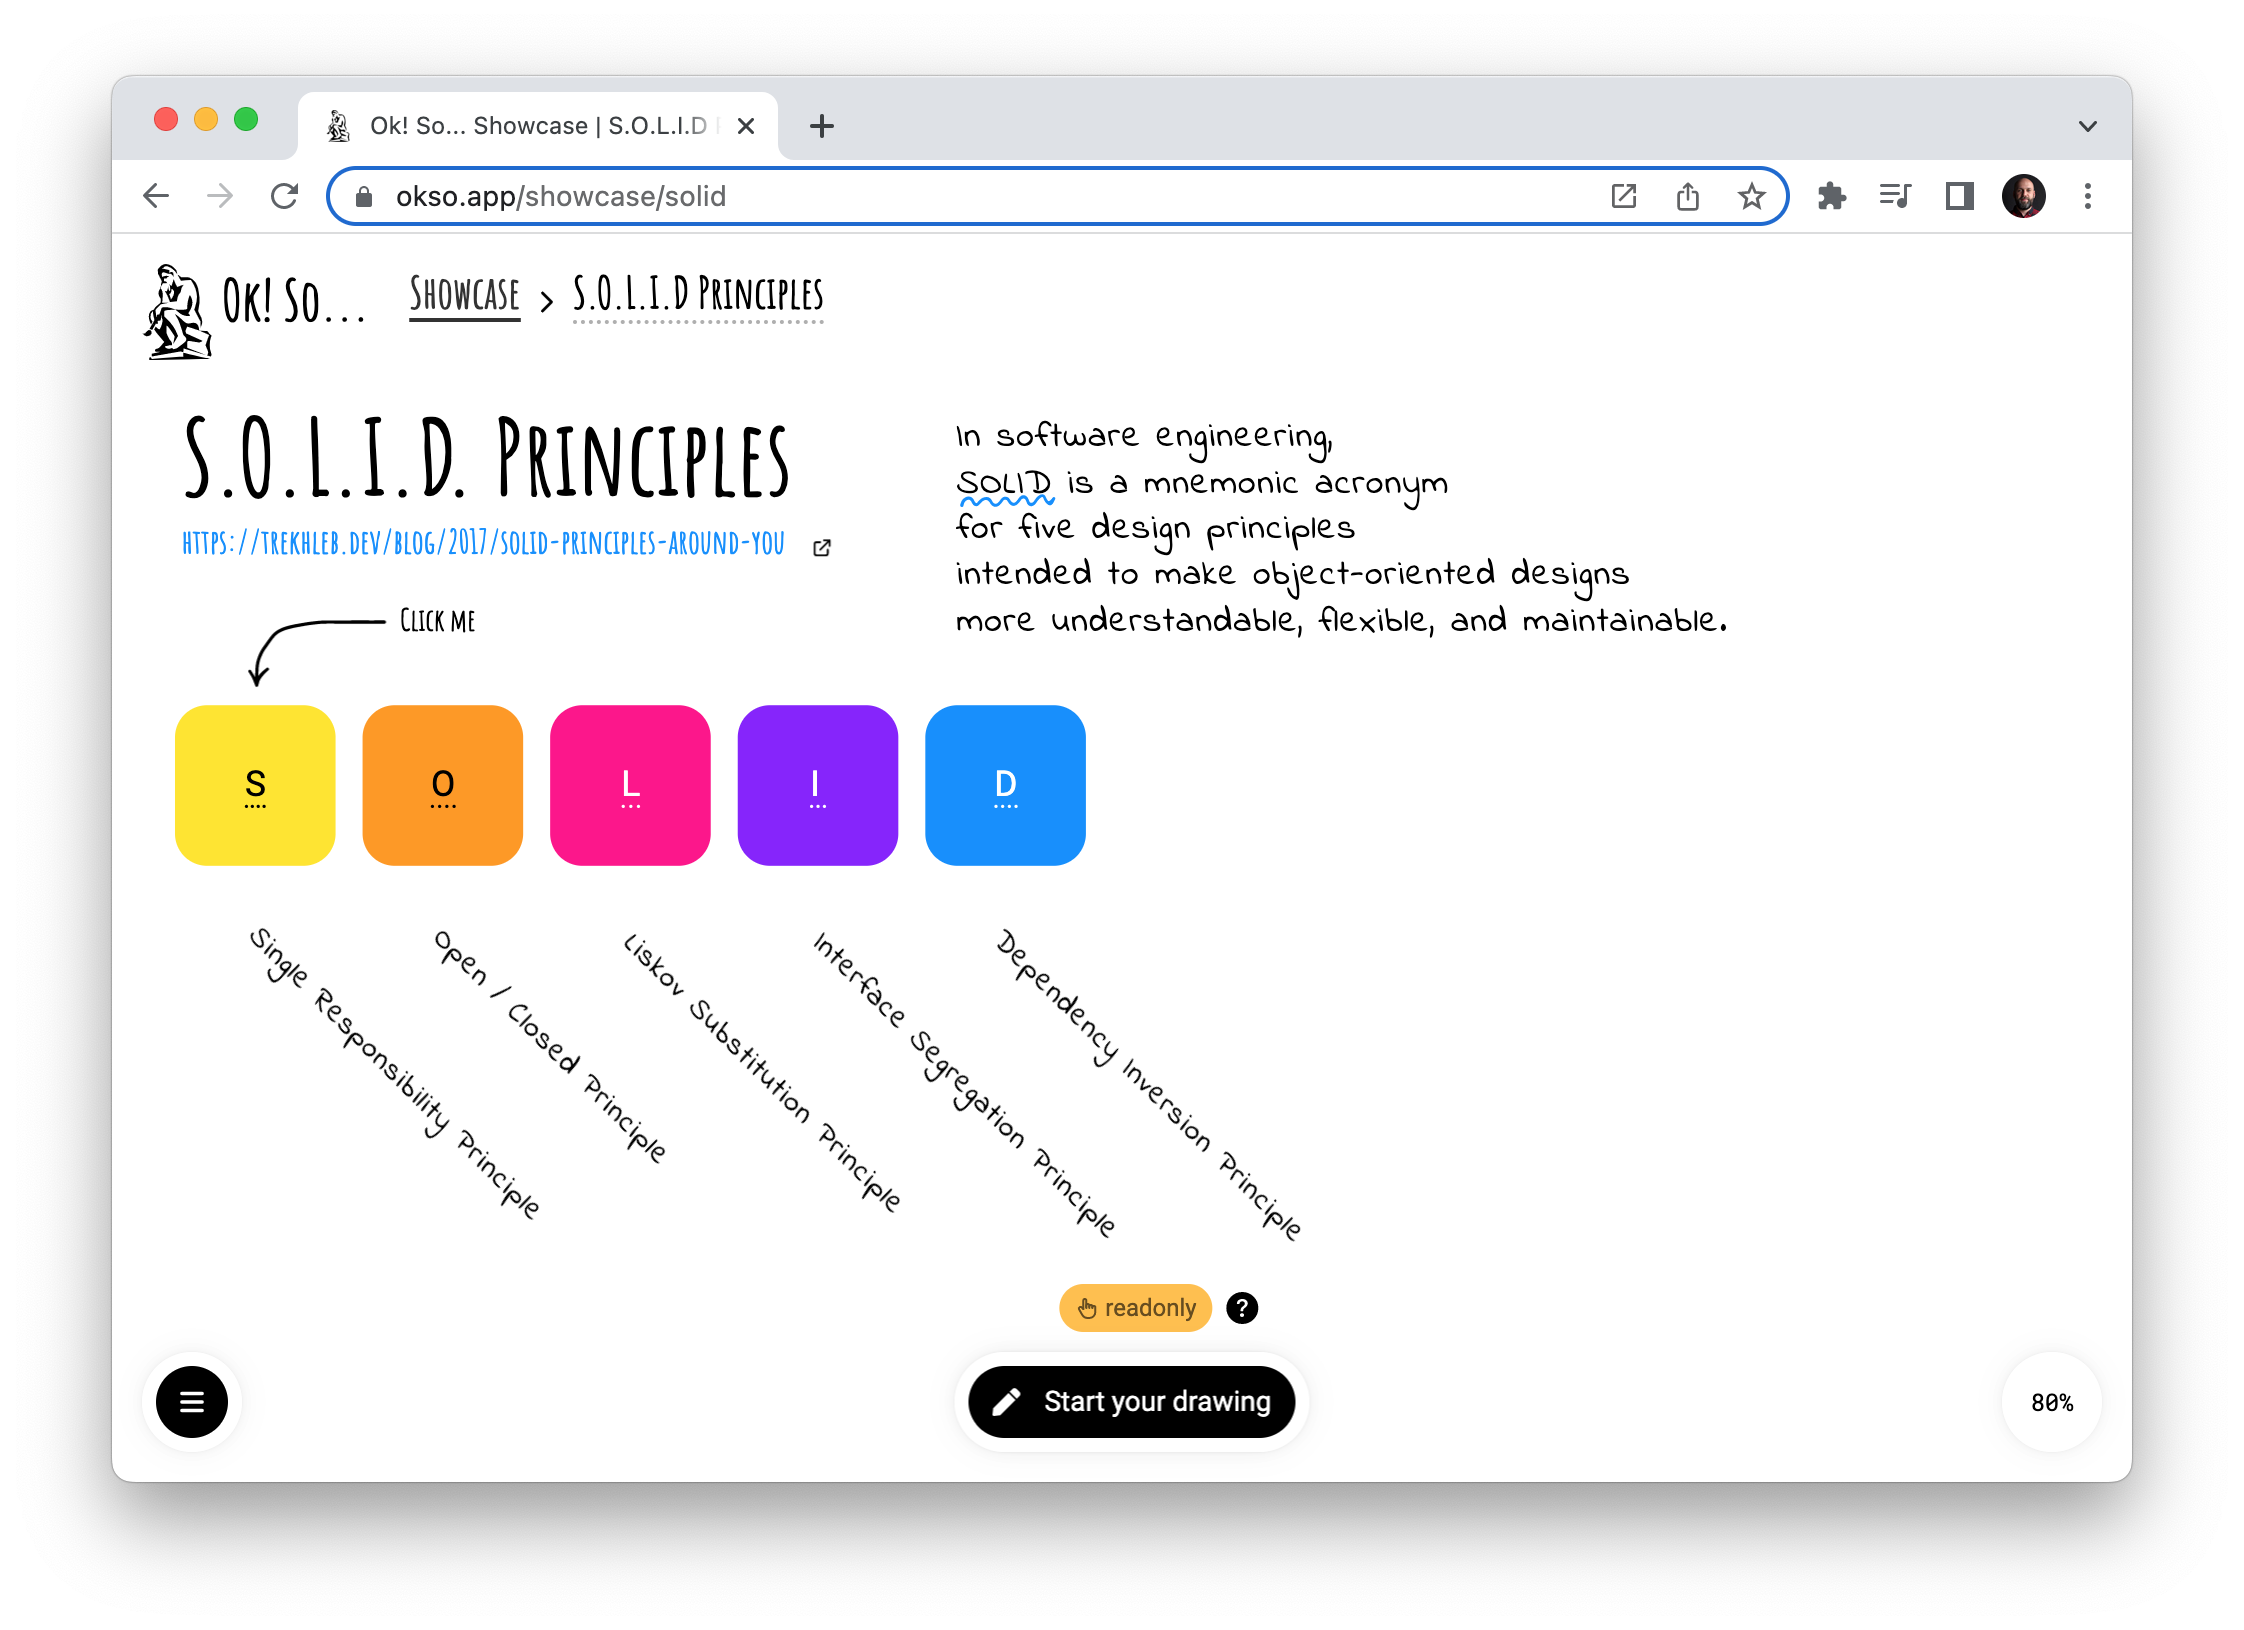 Ok! So... Showcase | S.O.L.I.D
okso.app/showcase/solid
Ok! So...
Showcase > S.O.L.I.D Principles
S.O.L.I.D. Principles
https://trekhleb.dev/blog/2017/solid-principles-around-you
In software engineering,
SOLID is a mnemonic acronym
for five design principles
intended to make object-oriented designs
more understandable, flexible, and maintainable.
Click me
S
O
L
I
D
Single Responsibility Principle
Open / Closed Principle
Liskov Substitution Principle
Interface Segregation Principle
Dependency Inversion Principle
readonly
?
Start your drawing
80%